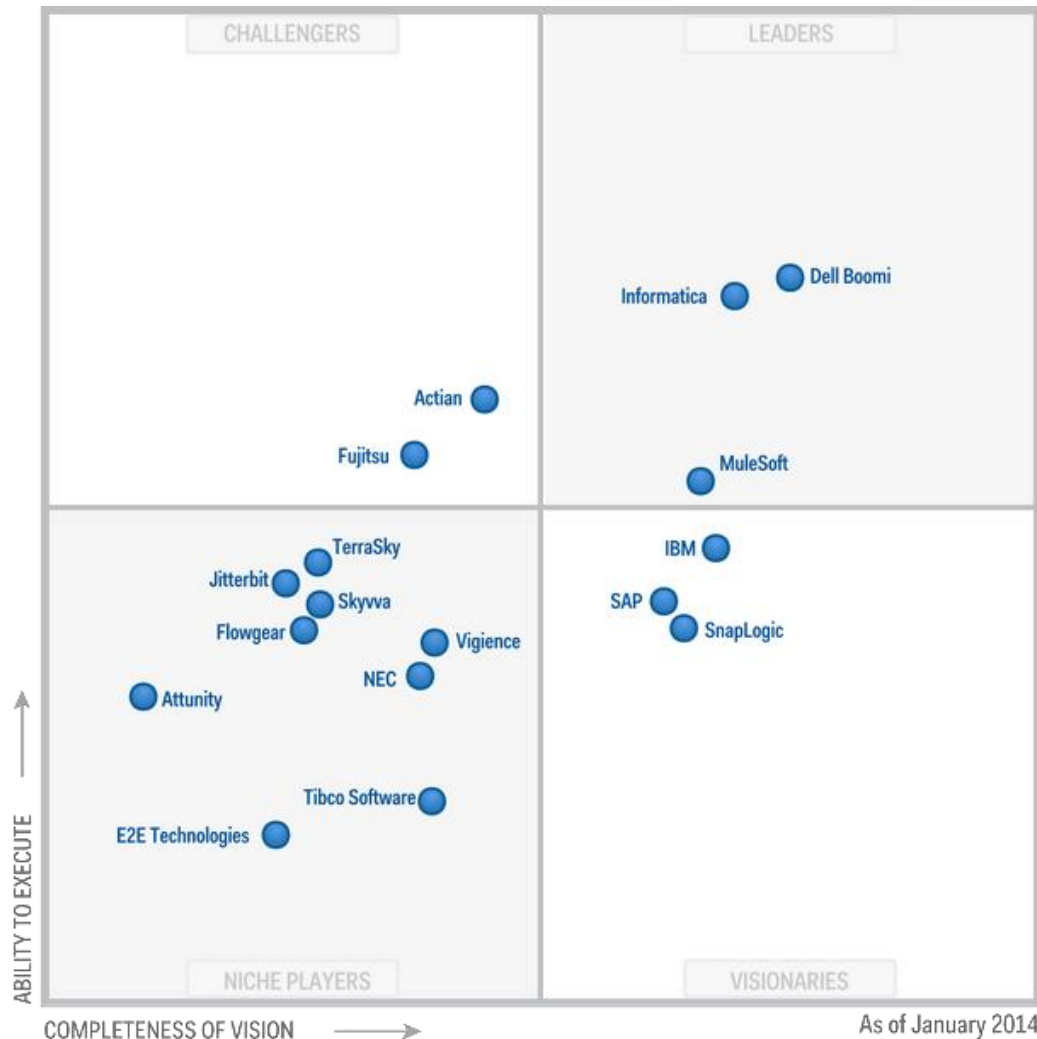 CHALLENGERS
LEADERS
Dell Boomi
Informatica
Actian
Fujitsu
MuleSoft
TerraSky
IBM
Jitterbit
Skyvva
SAP
Flowgear
SnapLogic
Vigience
NEC
Attunity
Tibco Software
E2E Technologies
ABILITY TO EXECUTE
NICHE PLAYERS
VISIONARIES
COMPLETENESS OF VISION
As of January 2014